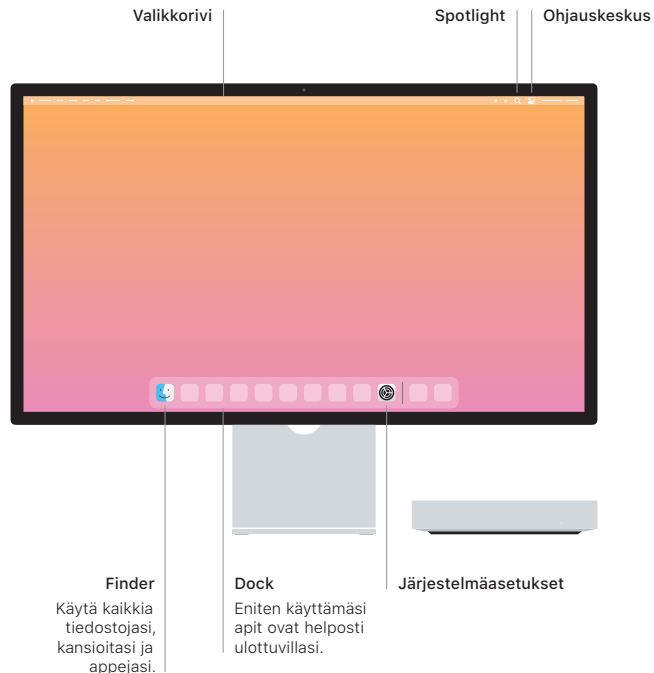 Valikkorivi
Spotlight
Ohjauskeskus
Finder
Käytä kaikkia
tiedostojasi,
kansioitasi ja
appejasi.
Dock
Eniten käyttämäsi
apit ovat helposti
ulottuvillasi.
Järjestelmäasetukset